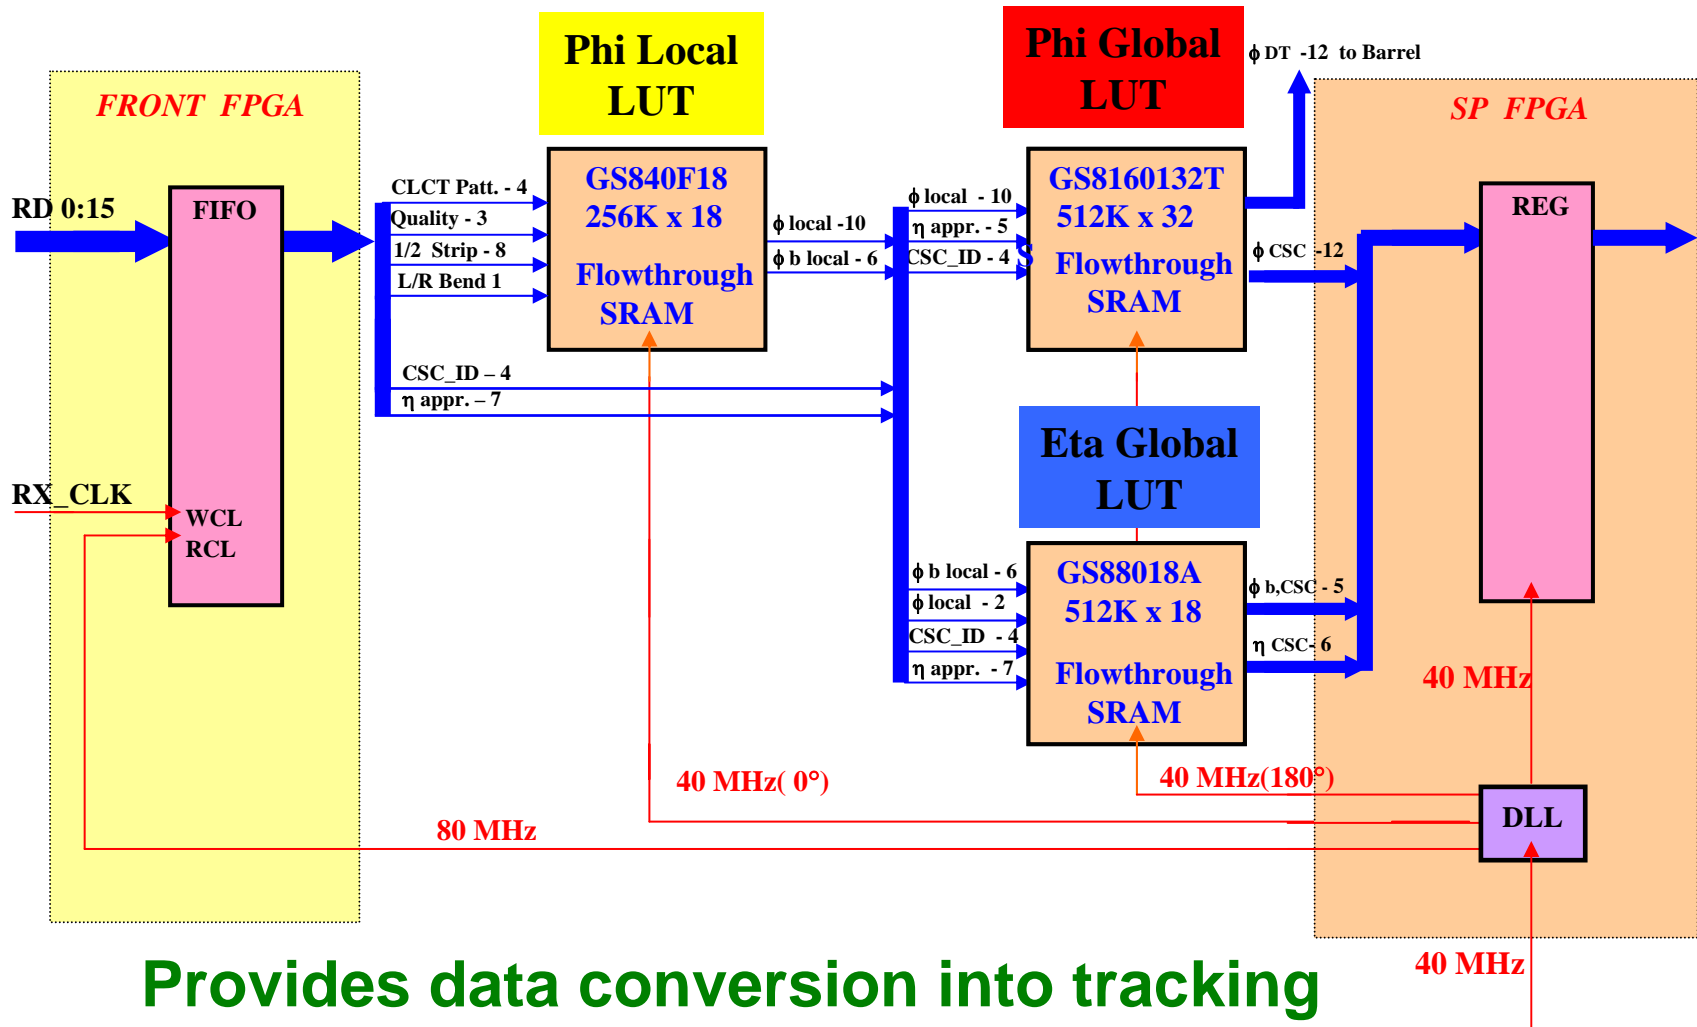 Phi Local
LUT
Phi Global
LUT
ϕ DT -12 to Barrel
FRONT FPGA
SP FPGA
RD 0:15
FIFO
CLCT Patt. - 4
Quality - 3
1/2 Strip - 8
L/R Bend 1
GS840F18
256K x 18
Flowthrough
SRAM
ϕ local -10
ϕ b local - 6
ϕ local - 10
η appr. - 5
CSC_ID - 4
S
GS8160132T
512K x 32
Flowthrough
SRAM
ϕ CSC -12
REG
CSC_ID – 4
η appr. – 7
Eta Global
LUT
RX_CLK
WCL
RCL
ϕ b local - 6
ϕ local - 2
CSC_ID - 4
η appr. - 7
GS88018A
512K x 18
Flowthrough
SRAM
ϕ b,CSC - 5
η CSC- 6
40 MHz
40 MHz( 0°)
40 MHz(180°)
80 MHz
DLL
40 MHz
Provides data conversion into tracking